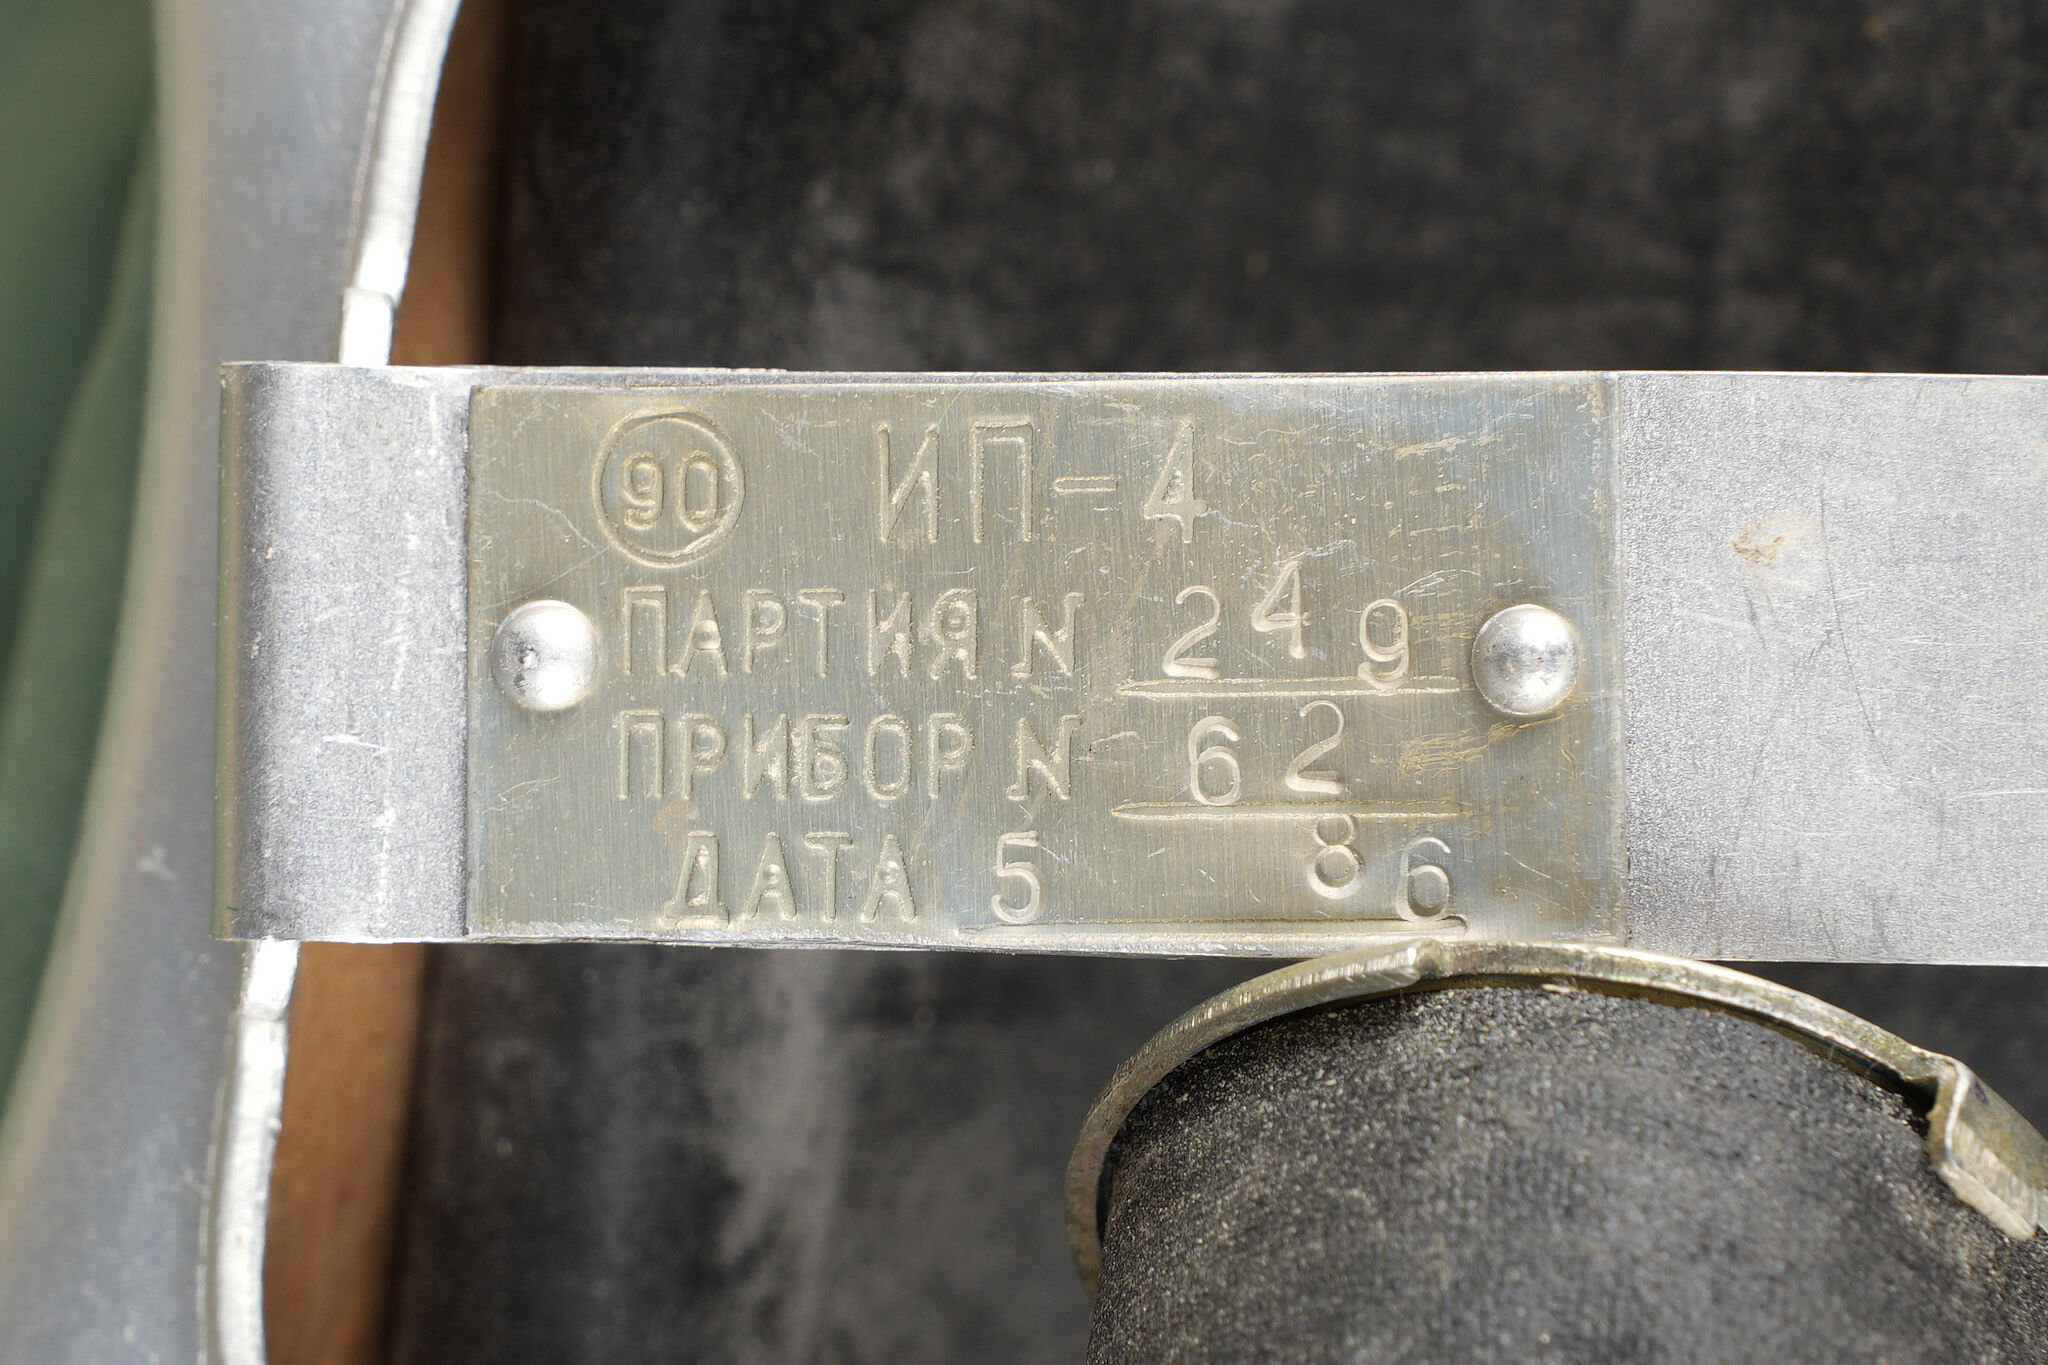 90 ИП-4
ПАРТИЯ N 249
ПРИБОР N 62
ДАТА 5 86